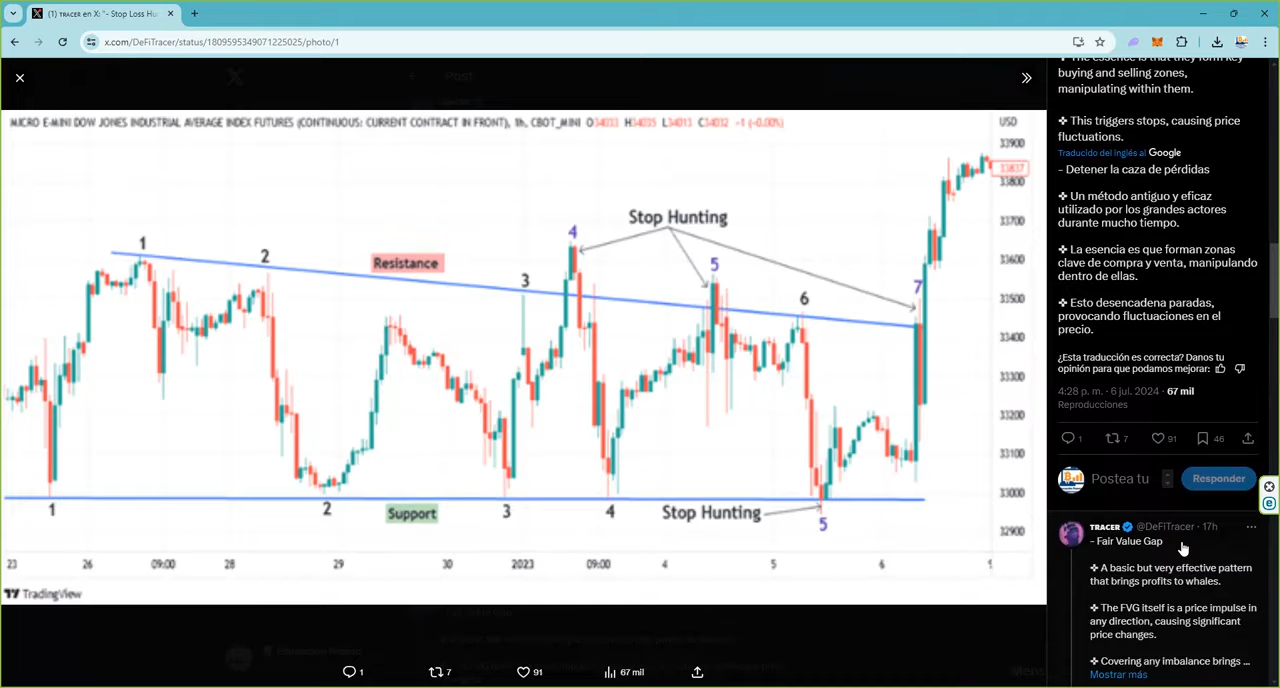 (1) TRACER en X: "- Stop Loss Hu
x.com/DeFiTracer/status/1809595349071225025/photo/1
Post
MICRO E-MINI DOW JONES INDUSTRIAL AVERAGE INDEX FUTURES (CONTINUOUS: CURRENT CONTRACT IN FRONT), 1h, CBOT_MINI O34033 H34035 L34013 C34032 -1 (-0.00%)
USD
33900
33837
33800
33700
33600
33500
33400
33300
33200
33100
33000
32900
Stop Hunting
1
2
Resistance
3
4
5
6
7
1
2
Support
3
4
Stop Hunting
5
23
26
09:00
28
29
30
2023
09:00
4
5
6
TradingView
1
7
91
67 mil
buying and selling zones,
manipulating within them.
✤ This triggers stops, causing price
fluctuations.
Traducido del inglés al Google
- Detener la caza de pérdidas
✤ Un método antiguo y eficaz
utilizado por los grandes actores
durante mucho tiempo.
✤ La esencia es que forman zonas
clave de compra y venta, manipulando
dentro de ellas.
✤ Esto desencadena paradas,
provocando fluctuaciones en el
precio.
¿Esta traducción es correcta? Danos tu
opinión para que podamos mejorar:
4:28 p. m. · 6 jul. 2024 · 67 mil
Reproducciones
1
7
91
46
Postea tu
Responder
TRACER @DeFiTracer · 17h
- Fair Value Gap
✤ A basic but very effective pattern
that brings profits to whales.
✤ The FVG itself is a price impulse in
any direction, causing significant
price changes.
✤ Covering any imbalance brings ...
Mostrar más